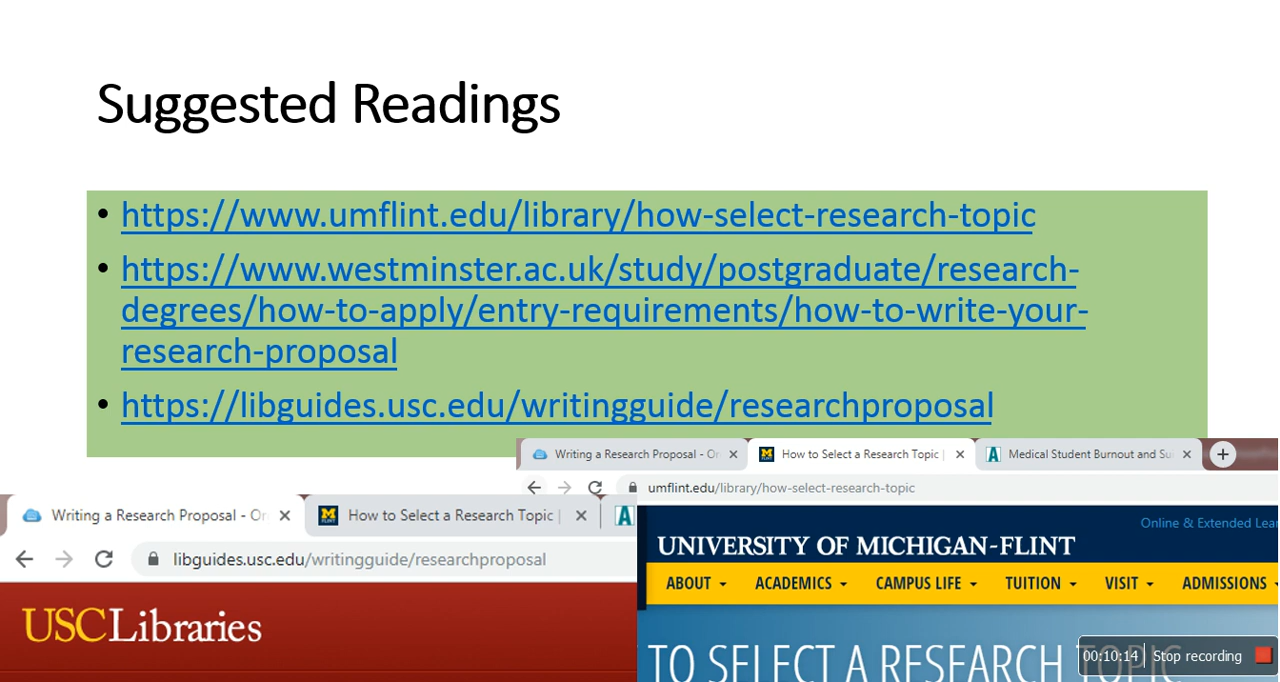 Suggested Readings
• https://www.umflint.edu/library/how-select-research-topic
• https://www.westminster.ac.uk/study/postgraduate/research-
degrees/how-to-apply/entry-requirements/how-to-write-your-
research-proposal
• https://libguides.usc.edu/writingguide/researchproposal
Writing a Research Proposal - Or
How to Select a Research Topic |
Medical Student Burnout and Su
umflint.edu/library/how-select-research-topic
Online & Extended Lear
UNIVERSITY OF MICHIGAN-FLINT
ABOUT ACADEMICS CAMPUS LIFE TUITION VISIT ADMISSIONS
TO SELECT A RESEARCH TOPIC
00:10:14 Stop recording
Writing a Research Proposal - Or
How to Select a Research Topic |
libguides.usc.edu/writingguide/researchproposal
USCLibraries